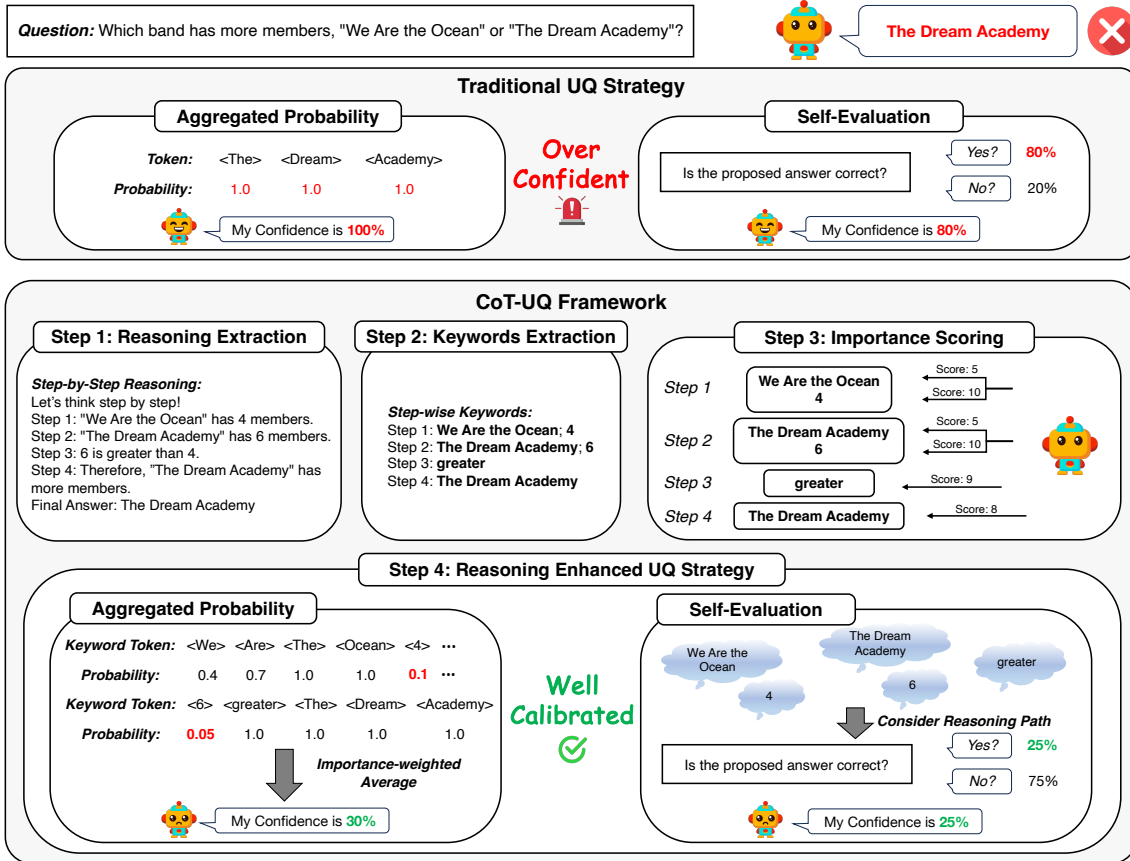 Question: Which band has more members, "We Are the Ocean" or "The Dream Academy"?
The Dream Academy
Traditional UQ Strategy
Aggregated Probability
Token: <The> <Dream> <Academy>
Probability: 1.0 1.0 1.0
My Confidence is 100%
Over
Confident
Self-Evaluation
Is the proposed answer correct?
Yes? 80%
No? 20%
My Confidence is 80%
CoT-UQ Framework
Step 1: Reasoning Extraction
Step-by-Step Reasoning:
Let's think step by step!
Step 1: "We Are the Ocean" has 4 members.
Step 2: "The Dream Academy" has 6 members.
Step 3: 6 is greater than 4.
Step 4: Therefore, "The Dream Academy" has
more members.
Final Answer: The Dream Academy
Step 2: Keywords Extraction
Step-wise Keywords:
Step 1: We Are the Ocean; 4
Step 2: The Dream Academy; 6
Step 3: greater
Step 4: The Dream Academy
Step 3: Importance Scoring
Step 1
We Are the Ocean
4
Score: 5
Score: 10
Step 2
The Dream Academy
6
Score: 5
Score: 10
Step 3
greater
Score: 9
Step 4
The Dream Academy
Score: 8
Step 4: Reasoning Enhanced UQ Strategy
Aggregated Probability
Keyword Token: <We> <Are> <The> <Ocean> <4> ...
Probability: 0.4 0.7 1.0 1.0 0.1 ...
Keyword Token: <6> <greater> <The> <Dream> <Academy>
Probability: 0.05 1.0 1.0 1.0 1.0
Importance-weighted
Average
My Confidence is 30%
Well
Calibrated
Self-Evaluation
We Are the
Ocean
4
The Dream
Academy
6
greater
Consider Reasoning Path
Is the proposed answer correct?
Yes? 25%
No? 75%
My Confidence is 25%